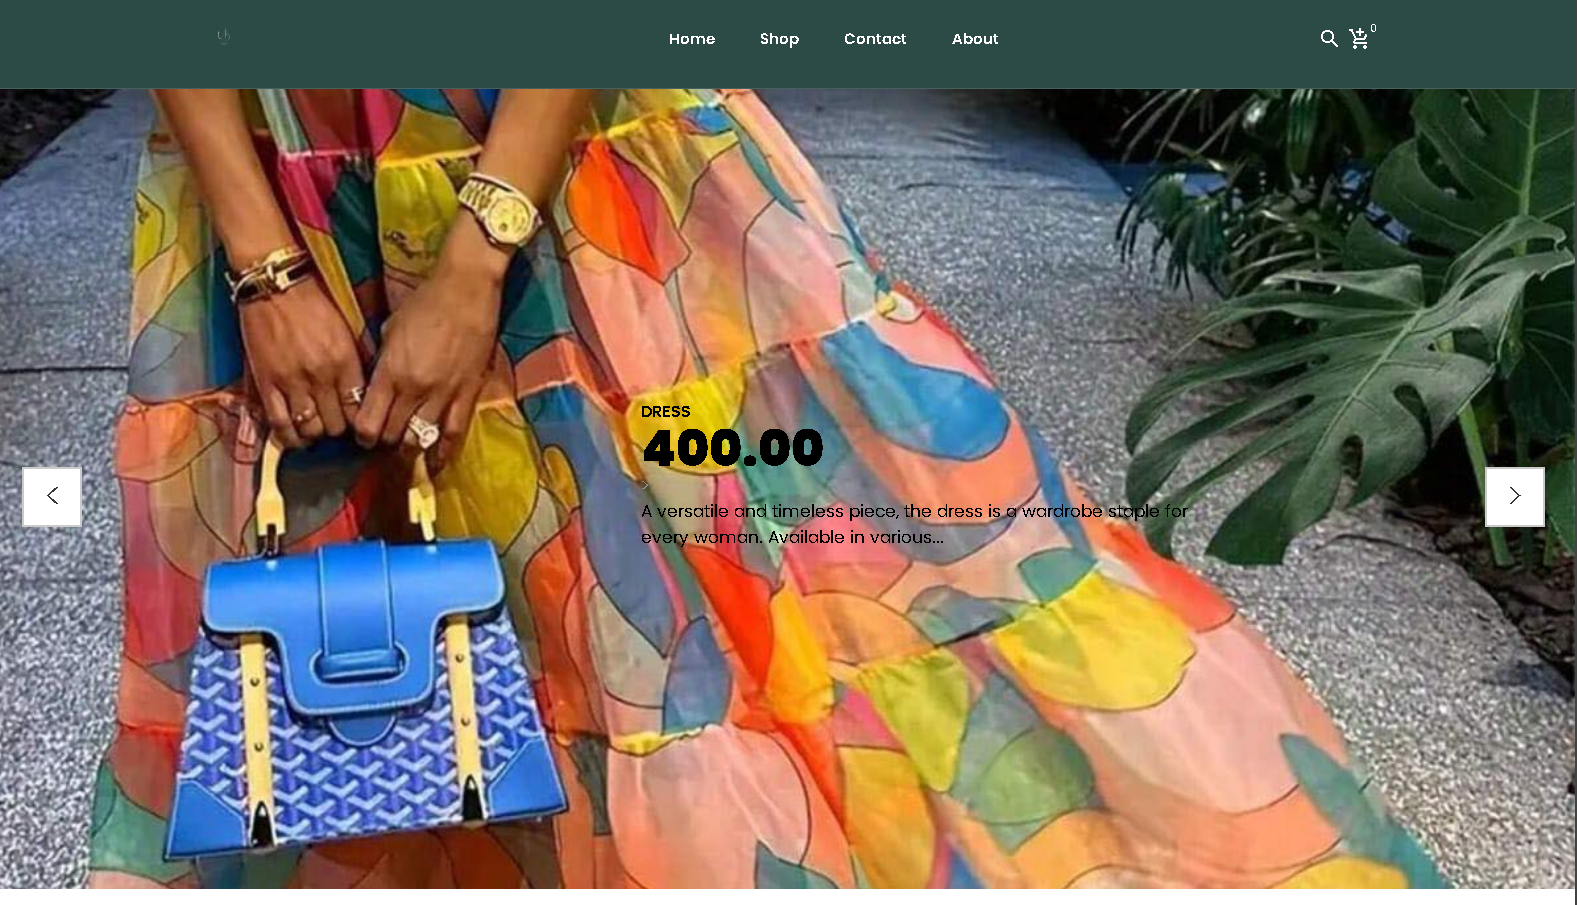 Home
Shop
Contact
About
0
DRESS
400.00
A versatile and timeless piece, the dress is a wardrobe staple for
every woman. Available in various...